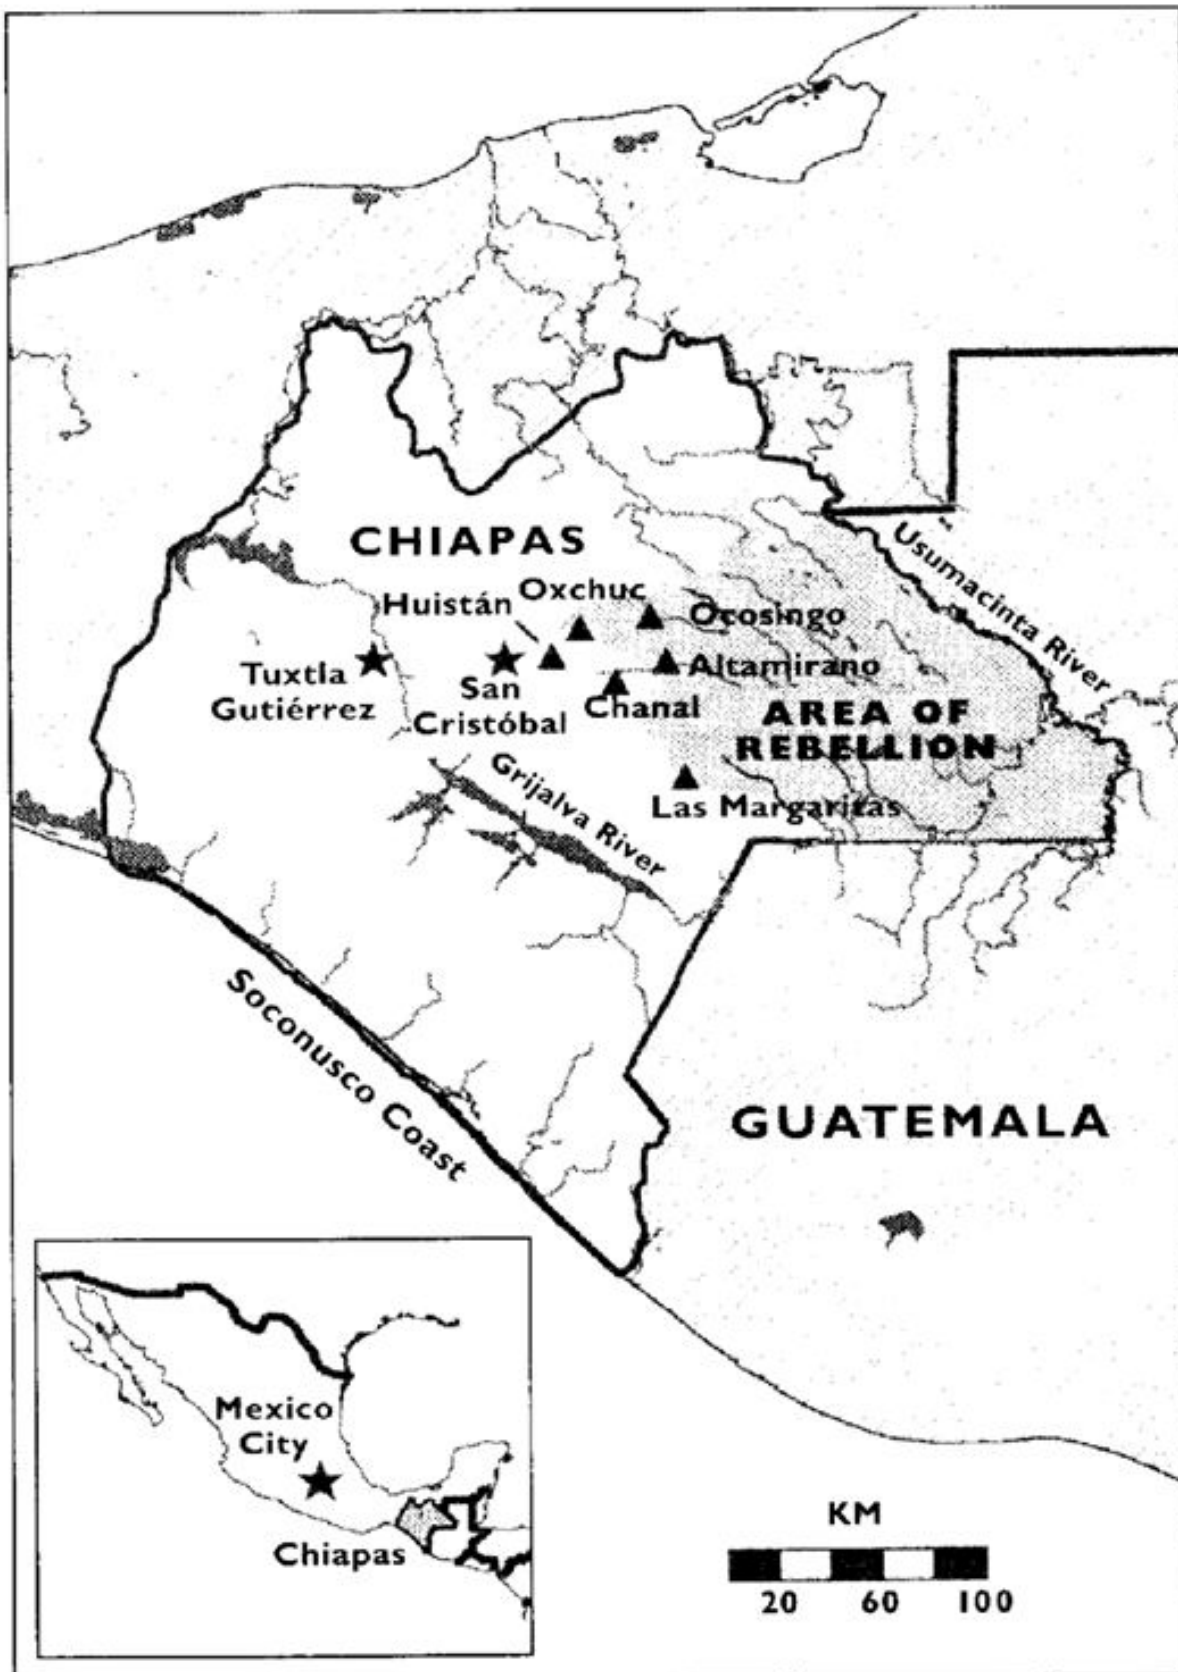 CHIAPAS
Usumacinta River
Huistán
Oxchuc
Ocosingo
Tuxtla
Gutiérrez
San
Cristóbal
Altamirano
Chanal
AREA OF
REBELLION
Grijalva River
Las Margaritas
Soconusco Coast
GUATEMALA
Mexico
City
Chiapas
KM
20 60 100